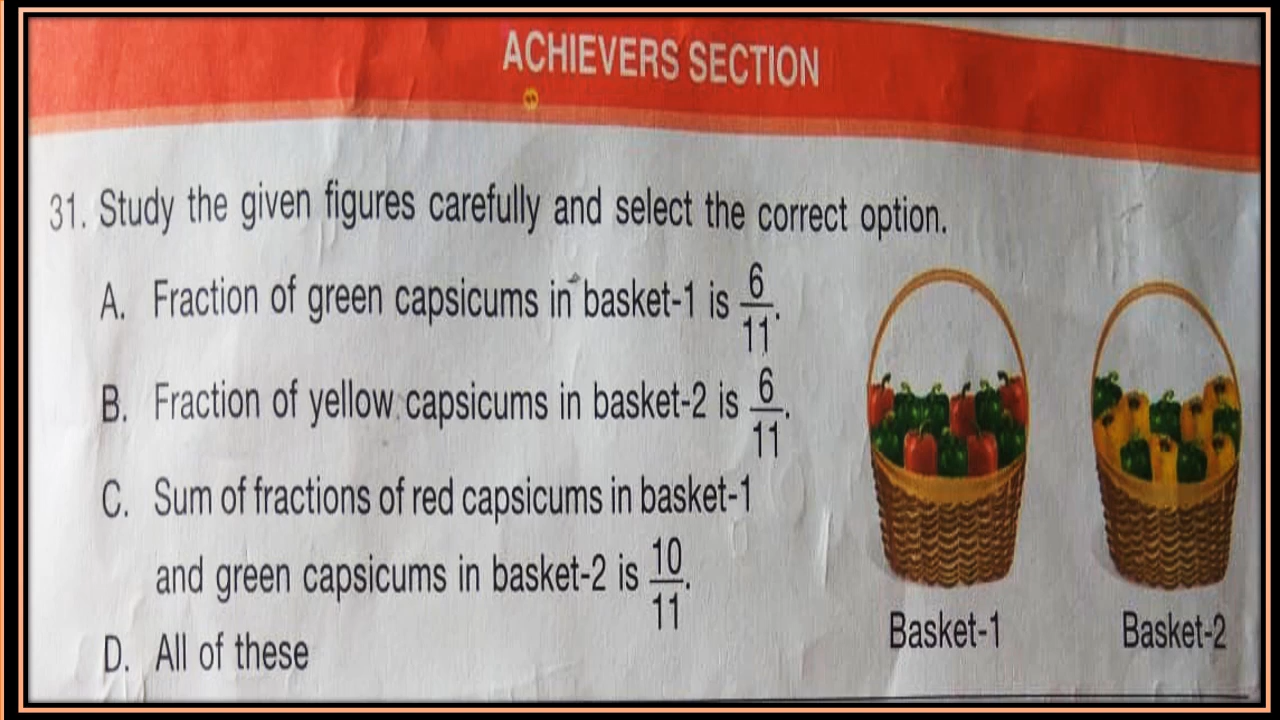 ACHIEVERS SECTION
31. Study the given figures carefully and select the correct option.
A. Fraction of green capsicums in basket-1 is 6/11.
B. Fraction of yellow capsicums in basket-2 is 6/11.
C. Sum of fractions of red capsicums in basket-1
and green capsicums in basket-2 is 10/11.
D. All of these
Basket-1
Basket-2